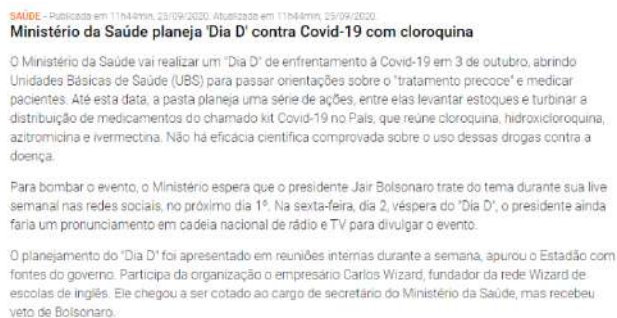 SAÚDE - Publicada em 11h44min, 25/09/2020. Atualizada em 11h44min, 25/09/2020.
Ministério da Saúde planeja 'Dia D' contra Covid-19 com cloroquina
O Ministério da Saúde vai realizar um "Dia D" de enfrentamento à Covid-19 em 3 de outubro, abrindo
Unidades Básicas de Saúde (UBS) para passar orientações sobre o "tratamento precoce" e medicar
pacientes. Até esta data, a pasta planeja uma série de ações, entre elas levantar estoques e turbinar a
distribuição de medicamentos do chamado kit Covid-19 no País, que reúne cloroquina, hidroxicloroquina,
azitromicina e ivermectina. Não há eficácia científica comprovada sobre o uso dessas drogas contra a
doença.
Para bombar o evento, o Ministério espera que o presidente Jair Bolsonaro trate do tema durante sua live
semanal nas redes sociais, no próximo dia 1º. Na sexta-feira, dia 2, véspera do "Dia D", o presidente ainda
faria um pronunciamento em cadeia nacional de rádio e TV para divulgar o evento.
O planejamento do "Dia D" foi apresentado em reuniões internas durante a semana, apurou o Estadão com
fontes do governo. Participa da organização o empresário Carlos Wizard, fundador da rede Wizard de
escolas de inglês. Ele chegou a ser cotado ao cargo de secretário do Ministério da Saúde, mas recebeu
veto de Bolsonaro.